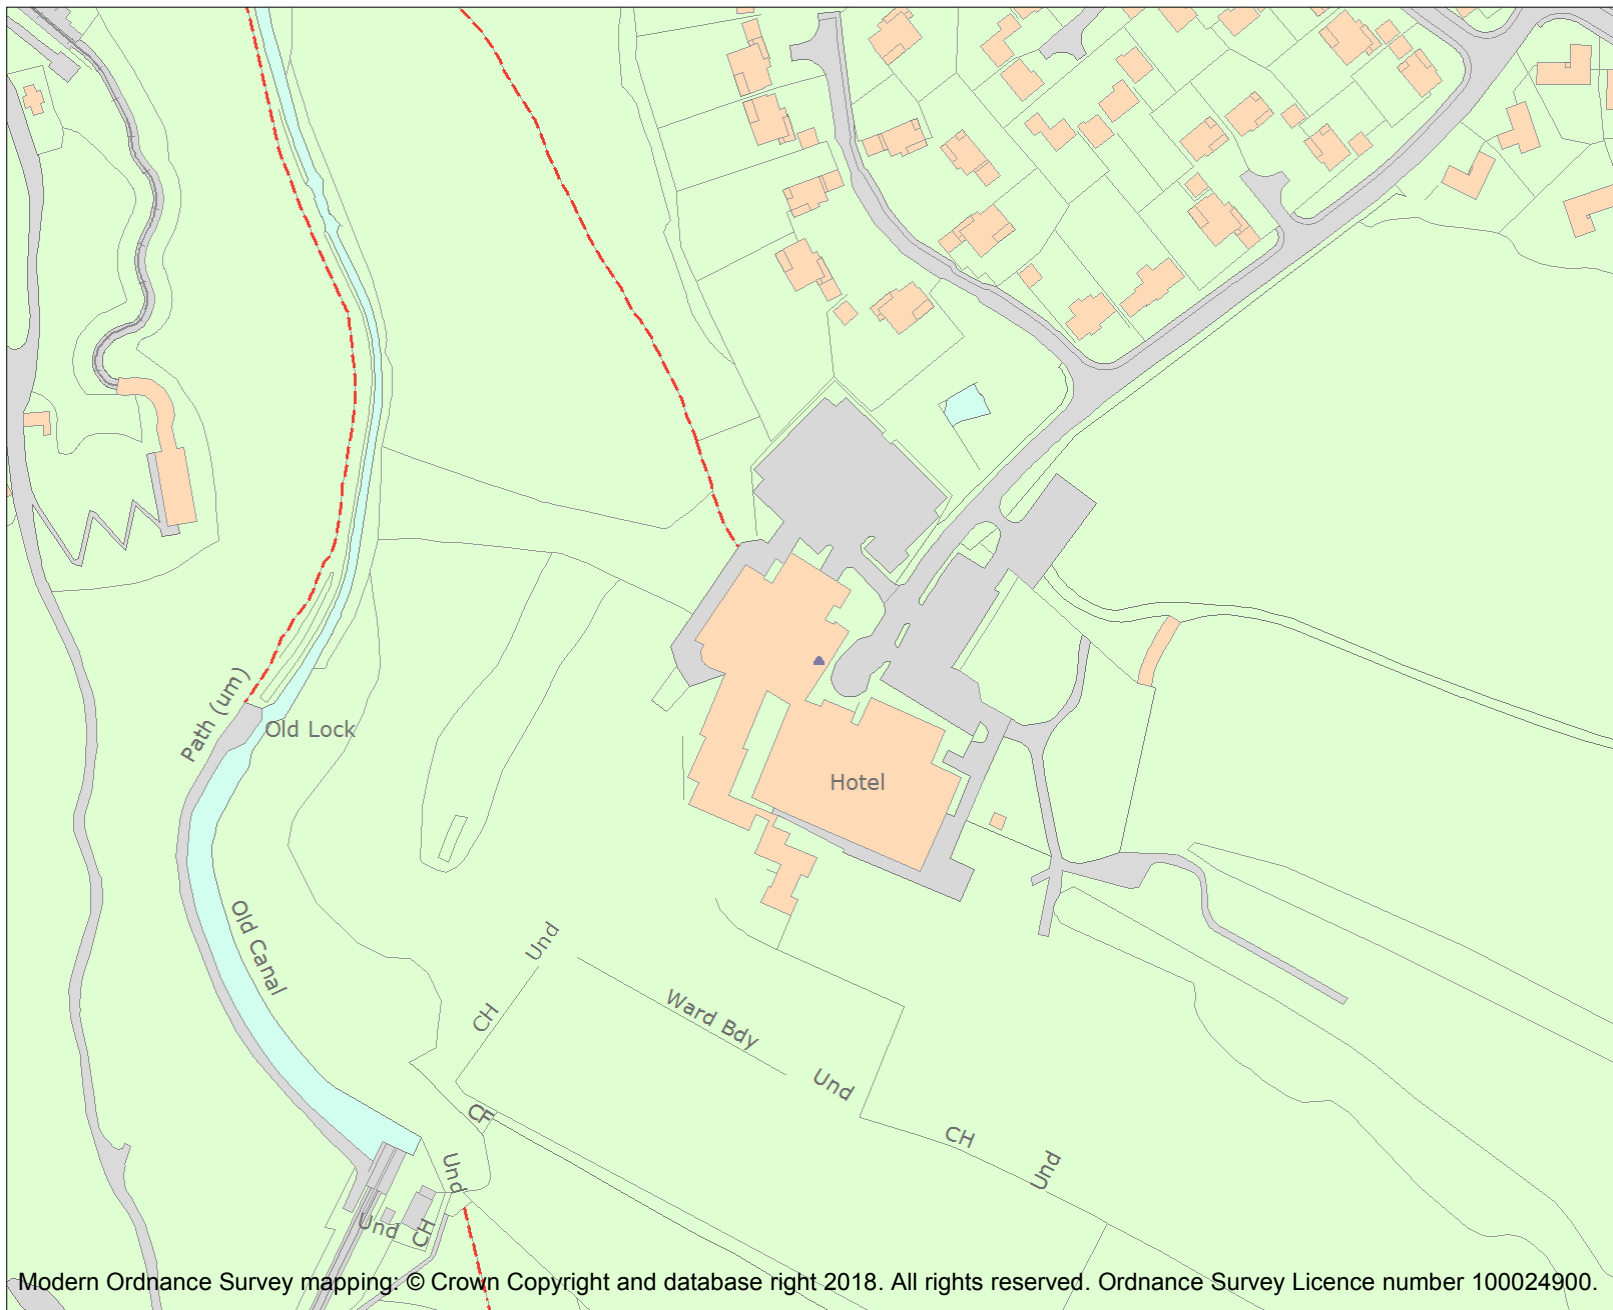 Path (um)
Old Lock
Hotel
Old Canal
Und
CH
Ward Bdy
Und
CF
CH
Und
Und
Und
CH
Modern Ordnance Survey mapping: © Crown Copyright and database right 2018. All rights reserved. Ordnance Survey Licence number 100024900.